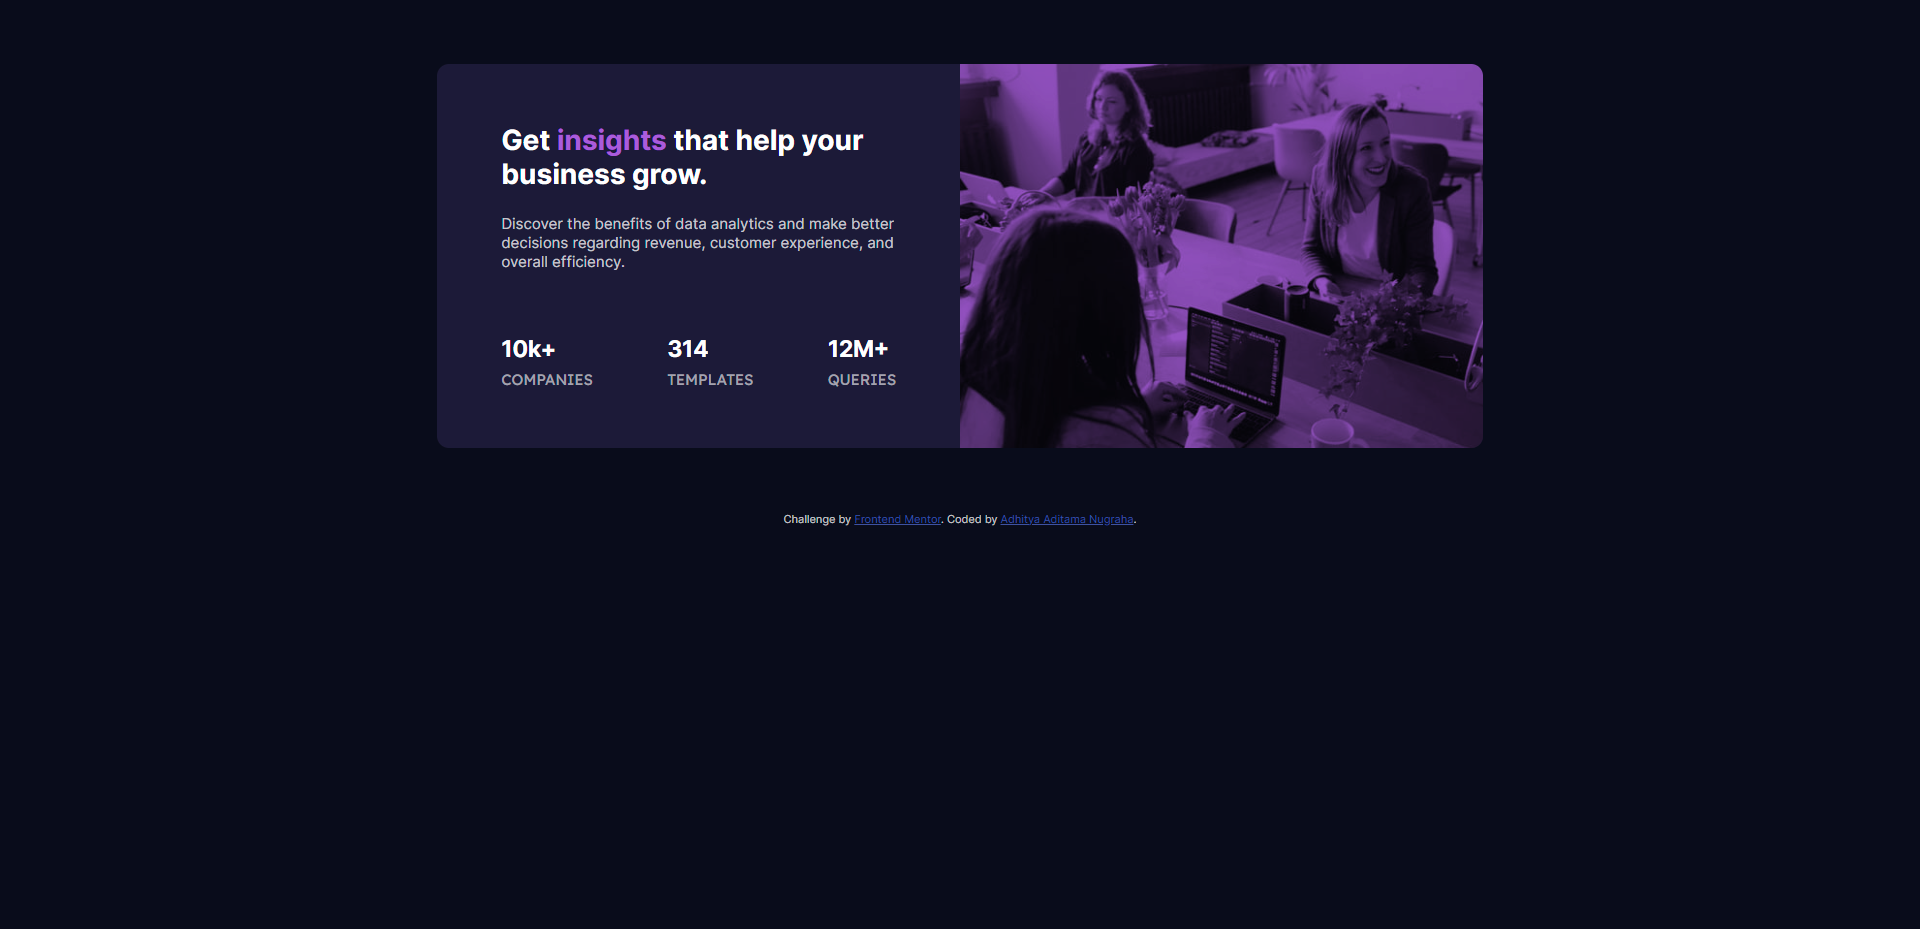 Get insights that help your
business grow.
Discover the benefits of data analytics and make better
decisions regarding revenue, customer experience, and
overall efficiency.
10k+ 314 12M+
COMPANIES TEMPLATES QUERIES
Challenge by Frontend Mentor. Coded by Adhitya Aditama Nugraha.